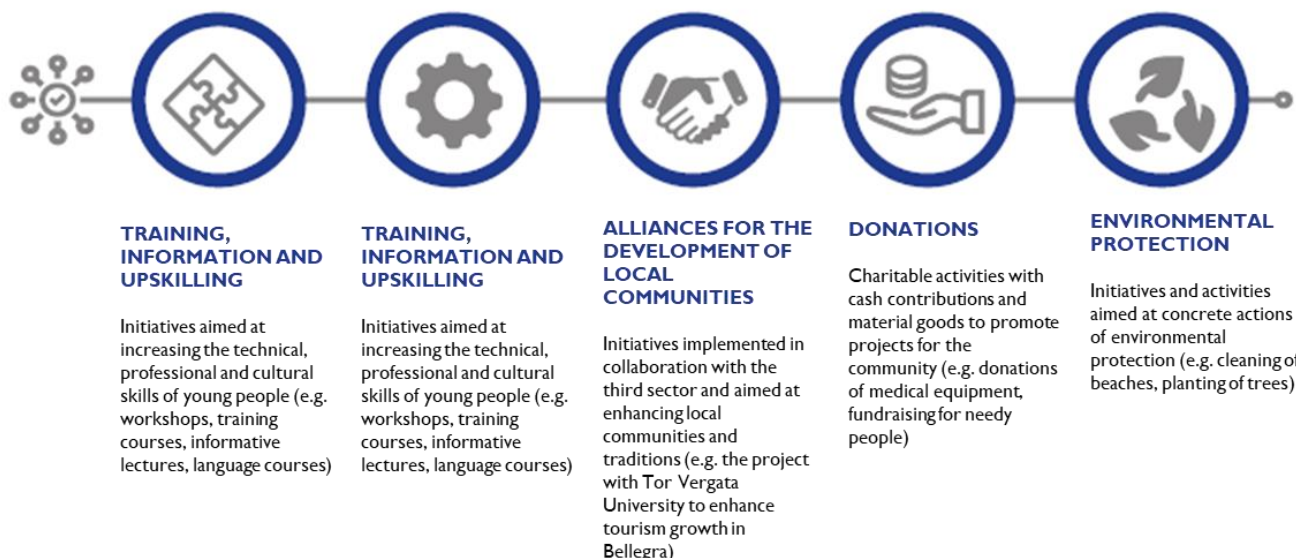 TRAINING,
INFORMATION AND
UPSKILLING
Initiatives aimed at
increasing the technical,
professional and cultural
skills of young people (e.g.
workshops, training
courses, informative
lectures, language courses)
TRAINING,
INFORMATION AND
UPSKILLING
Initiatives aimed at
increasing the technical,
professional and cultural
skills of young people (e.g.
workshops, training
courses, informative
lectures, language courses)
ALLIANCES FOR THE
DEVELOPMENT OF
LOCAL
COMMUNITIES
Initiatives implemented in
collaboration with the
third sector and aimed at
enhancing local
communities and
traditions (e.g. the project
with Tor Vergata
University to enhance
tourism growth in
Bellegra)
DONATIONS
Charitable activities with
cash contributions and
material goods to promote
projects for the
community (e.g. donations
of medical equipment,
fundraising for needy
people)
ENVIRONMENTAL
PROTECTION
Initiatives and activities
aimed at concrete actions
of environmental
protection (e.g. cleaning of
beaches, planting of trees)